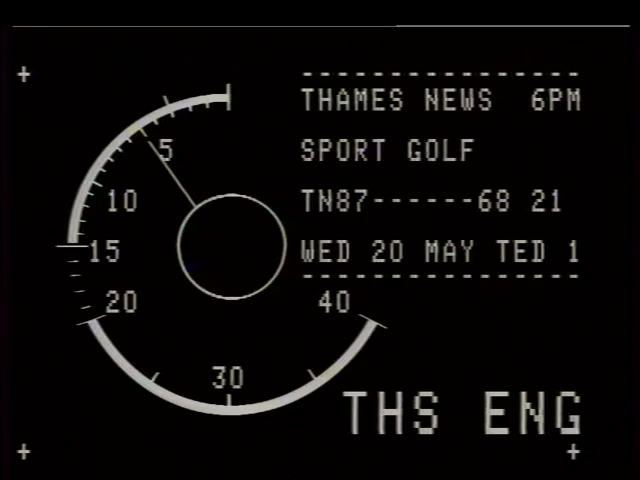 THAMES NEWS 6PM
SPORT GOLF
TN87------68 21
WED 20 MAY TED 1
5
10
15
20
30
40
THS ENG